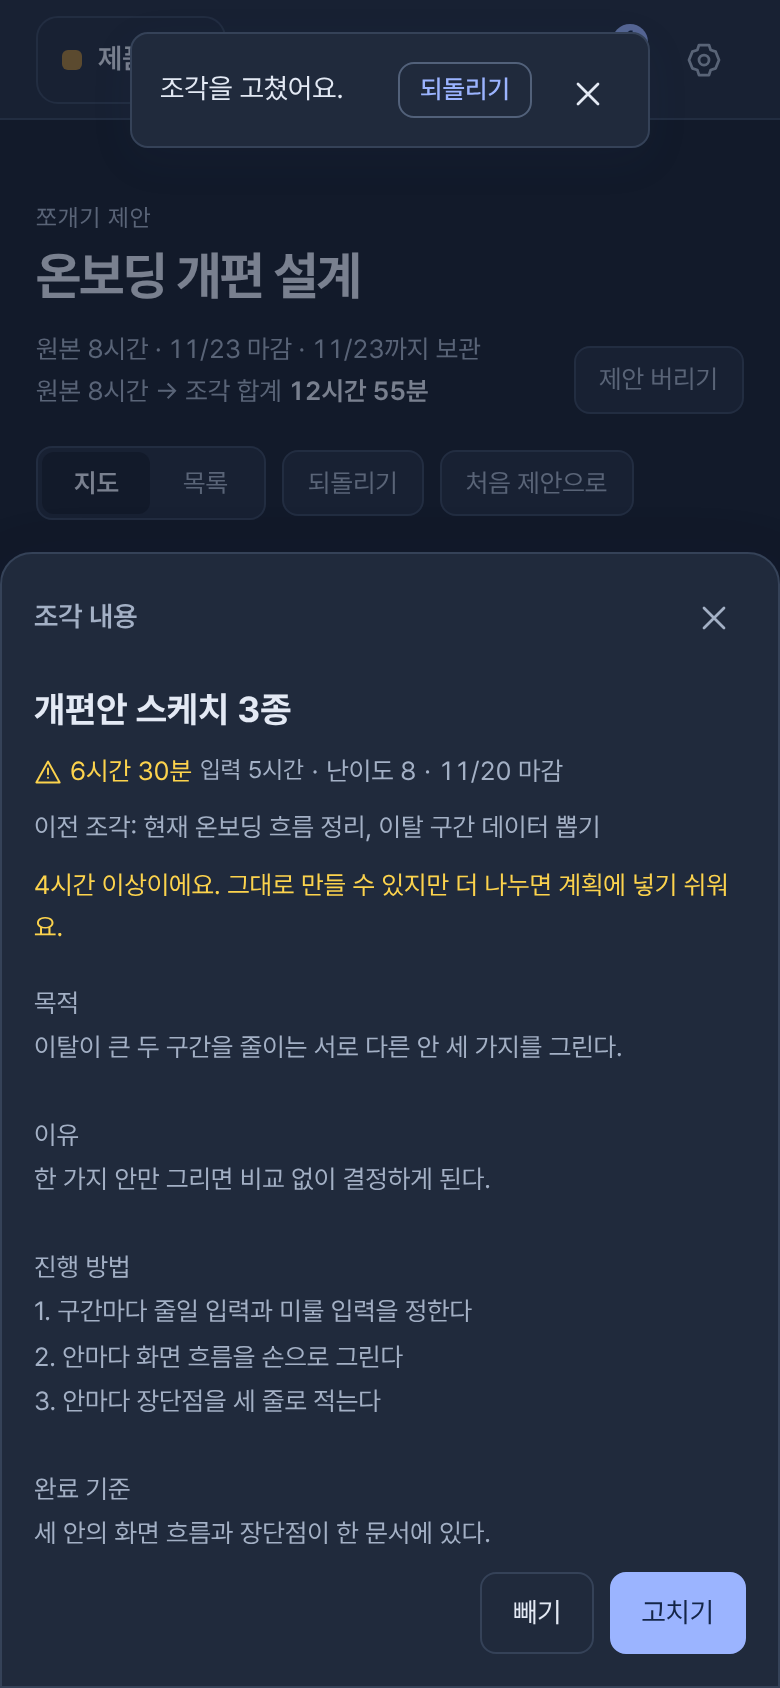 조각을 고쳤어요.
되돌리기
쪼개기 제안
온보딩 개편 설계
원본 8시간 · 11/23 마감 · 11/23까지 보관
원본 8시간 → 조각 합계 12시간 55분
제안 버리기
지도
목록
되돌리기
처음 제안으로
조각 내용
개편안 스케치 3종
6시간 30분 입력 5시간 · 난이도 8 · 11/20 마감
이전 조각: 현재 온보딩 흐름 정리, 이탈 구간 데이터 뽑기
4시간 이상이에요. 그대로 만들 수 있지만 더 나누면 계획에 넣기 쉬워
요.
목적
이탈이 큰 두 구간을 줄이는 서로 다른 안 세 가지를 그린다.
이유
한 가지 안만 그리면 비교 없이 결정하게 된다.
진행 방법
1. 구간마다 줄일 입력과 미룰 입력을 정한다
2. 안마다 화면 흐름을 손으로 그린다
3. 안마다 장단점을 세 줄로 적는다
완료 기준
세 안의 화면 흐름과 장단점이 한 문서에 있다.
빼기
고치기